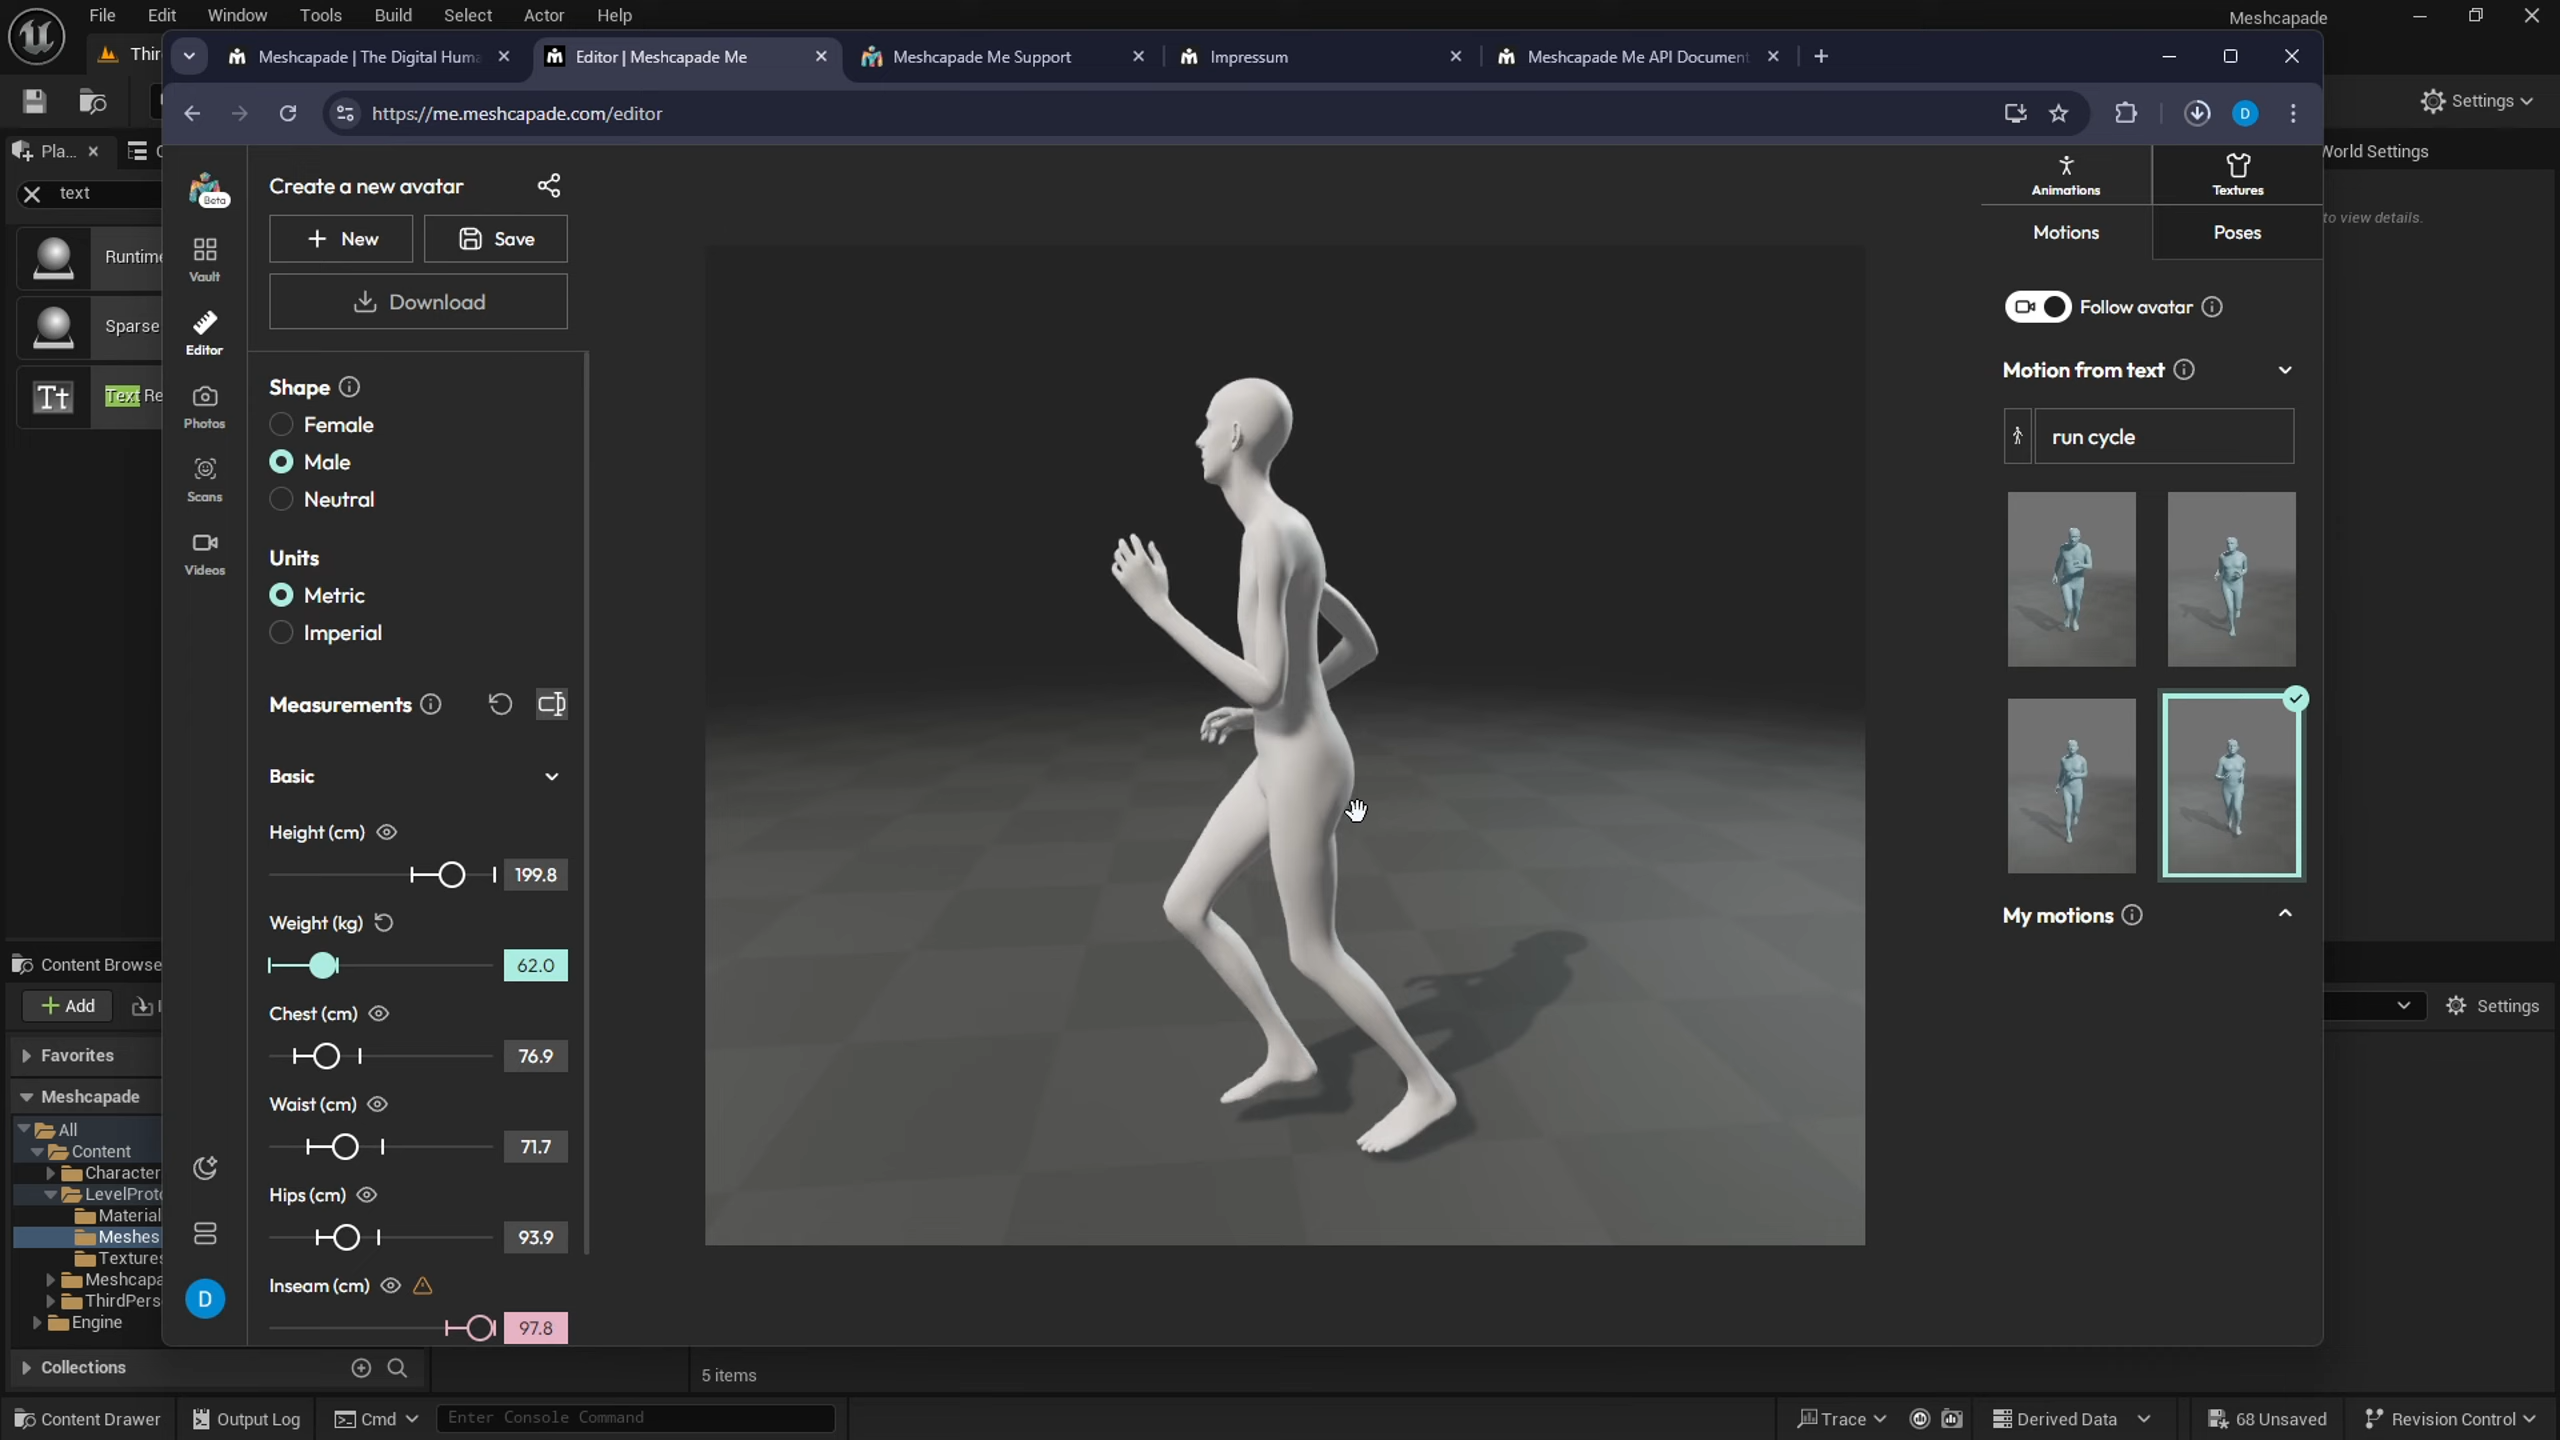 File Edit Window Tools Build Select Actor Help
Meshcapade
Meshcapade | The Digital Huma
Editor | Meshcapade Me
Meshcapade Me Support
Impressum
Meshcapade Me API Document
https://me.meshcapade.com/editor
D
Settings
Pla...
World Settings
text
to view details.
Sparse
Text Re
Tt
Beta
Vault
Editor
Photos
Scans
Videos
D
Create a new avatar
New
Save
Download
Shape
Female
Male
Neutral
Units
Metric
Imperial
Measurements
Basic
Height (cm)
199.8
Weight (kg)
62.0
Chest (cm)
76.9
Waist (cm)
71.7
Hips (cm)
93.9
Inseam (cm)
97.8
Animations
Textures
Motions
Poses
Follow avatar
Motion from text
run cycle
My motions
Content Browse
Add
Settings
Favorites
Meshcapade
All
Content
Character
LevelProto
Material
Meshes
Textures
Meshcapa
ThirdPers
Engine
Collections
5 items
Content Drawer
Output Log
Cmd
Enter Console Command
Trace
Derived Data
68 Unsaved
Revision Control